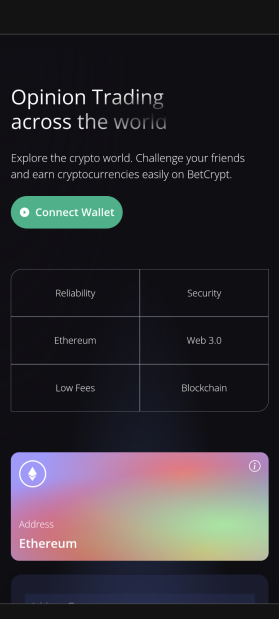 Opinion Trading
across the world
Explore the crypto world. Challenge your friends
and earn cryptocurrencies easily on BetCrypt.
Connect Wallet
Reliability
Security
Ethereum
Web 3.0
Low Fees
Blockchain
Address
Ethereum